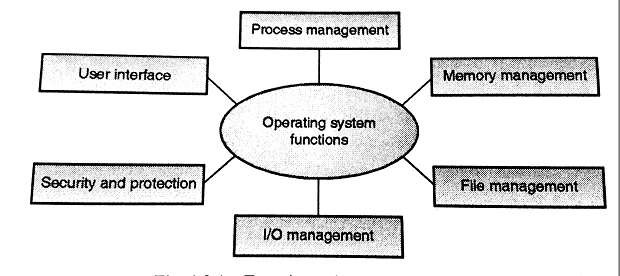 Process management
User interface
Memory management
Operating system
functions
Security and protection
File management
I/O management